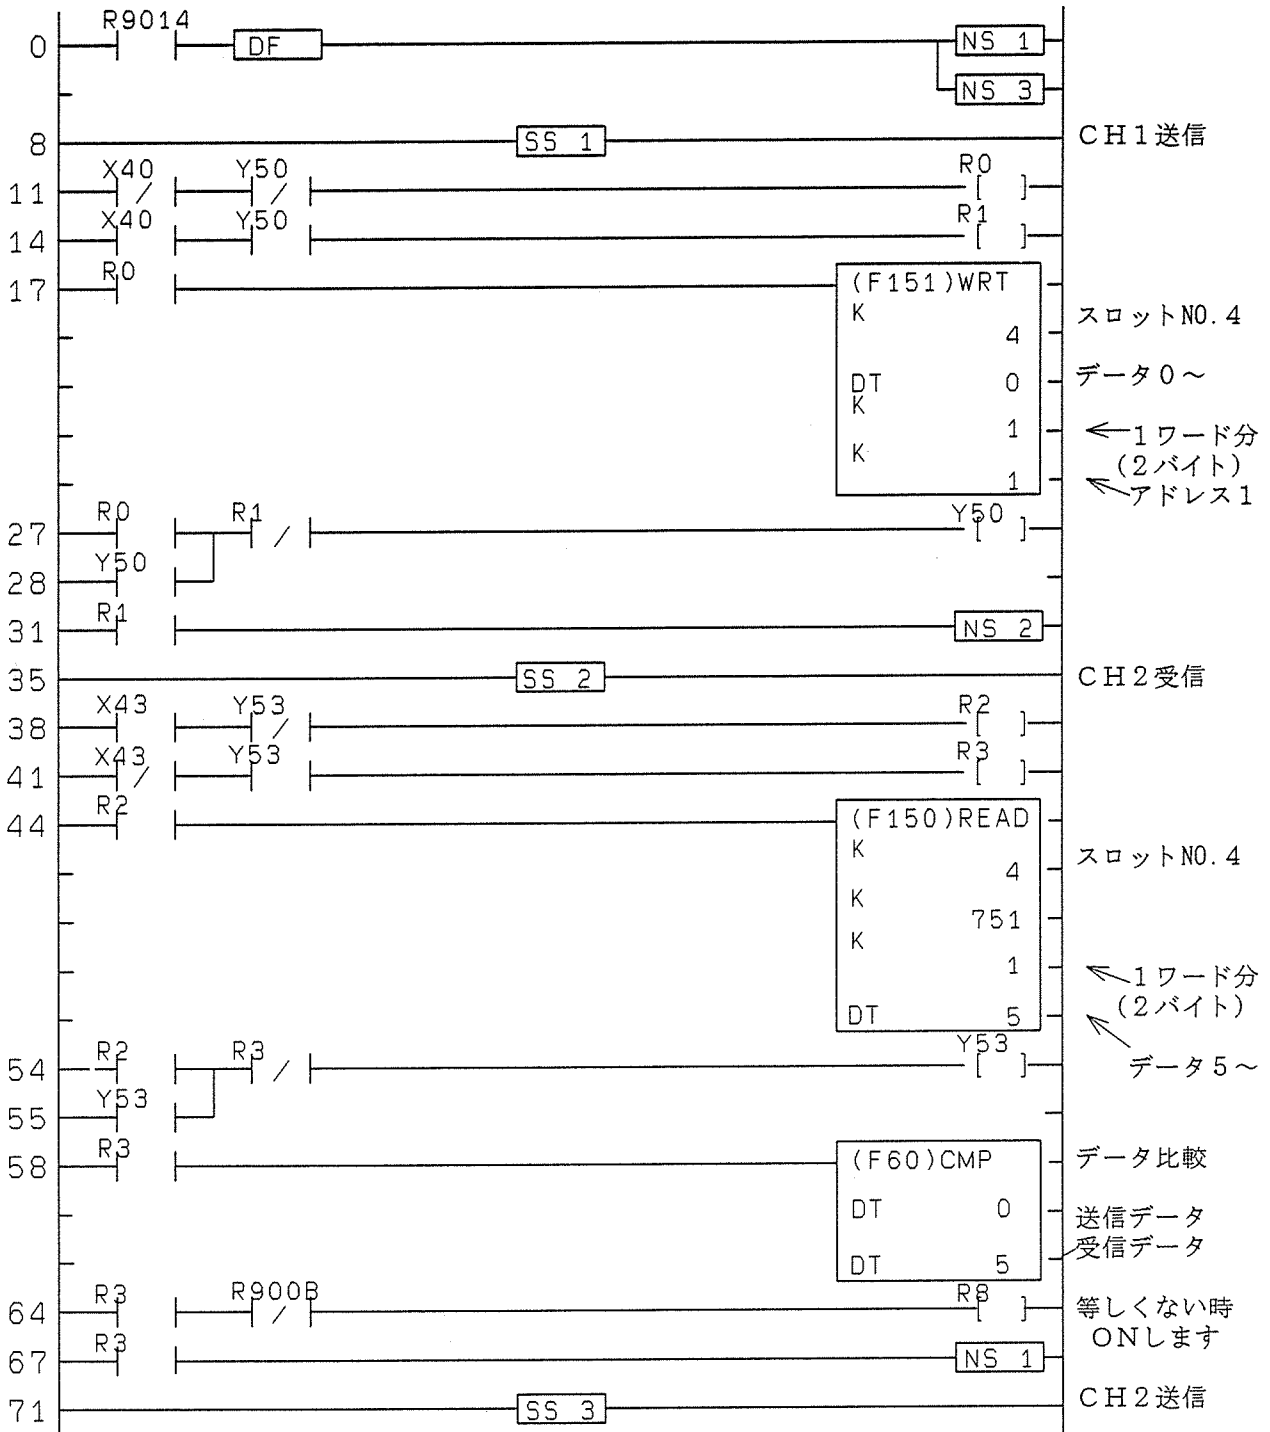 R9014
0 DF NS 1
NS 3
8 SS 1 CH1送信
X40 Y50 R0
11 [ ]
X40 Y50 R1
14 [ ]
R0
17 (F151)WRT
K 4 スロットNO.4
DT 0 データ0～
K 1 ←1ワード分
(2バイト)
K 1 アドレス1
R0 R1 Y50
27 [ ]
Y50
28
R1
31 NS 2
35 SS 2 CH2受信
X43 Y53 R2
38 [ ]
X43 Y53 R3
41 [ ]
R2
44 (F150)READ
K 4 スロットNO.4
K 751
K 1 1ワード分
(2バイト)
DT 5 データ5～
R2 R3 Y53
54 [ ]
Y53
55
R3
58 (F60)CMP データ比較
DT 0 送信データ
DT 5 受信データ
R3 R900B R8
64 [ ] 等しくない時
ONします
R3
67 NS 1
71 SS 3 CH2送信